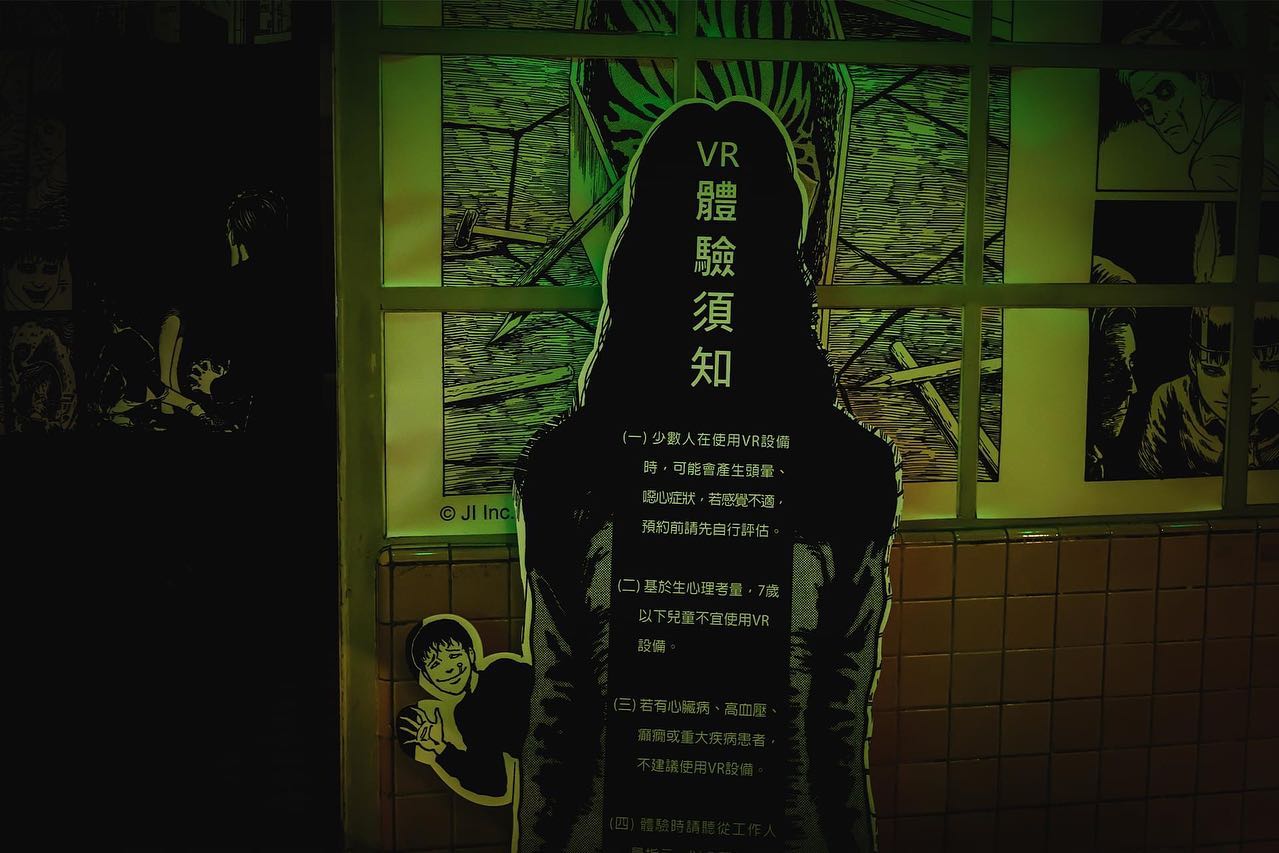 VR
體
驗
須
知
(一) 少數人在使用VR設備
時，可能會產生頭暈、
噁心症狀，若感覺不適，
預約前請先自行評估。
(二) 基於生心理考量，7歲
以下兒童不宜使用VR
設備。
(三) 若有心臟病、高血壓、
癲癇或重大疾病患者，
不建議使用VR設備。
(四) 體驗時請聽從工作人
© JI Inc.